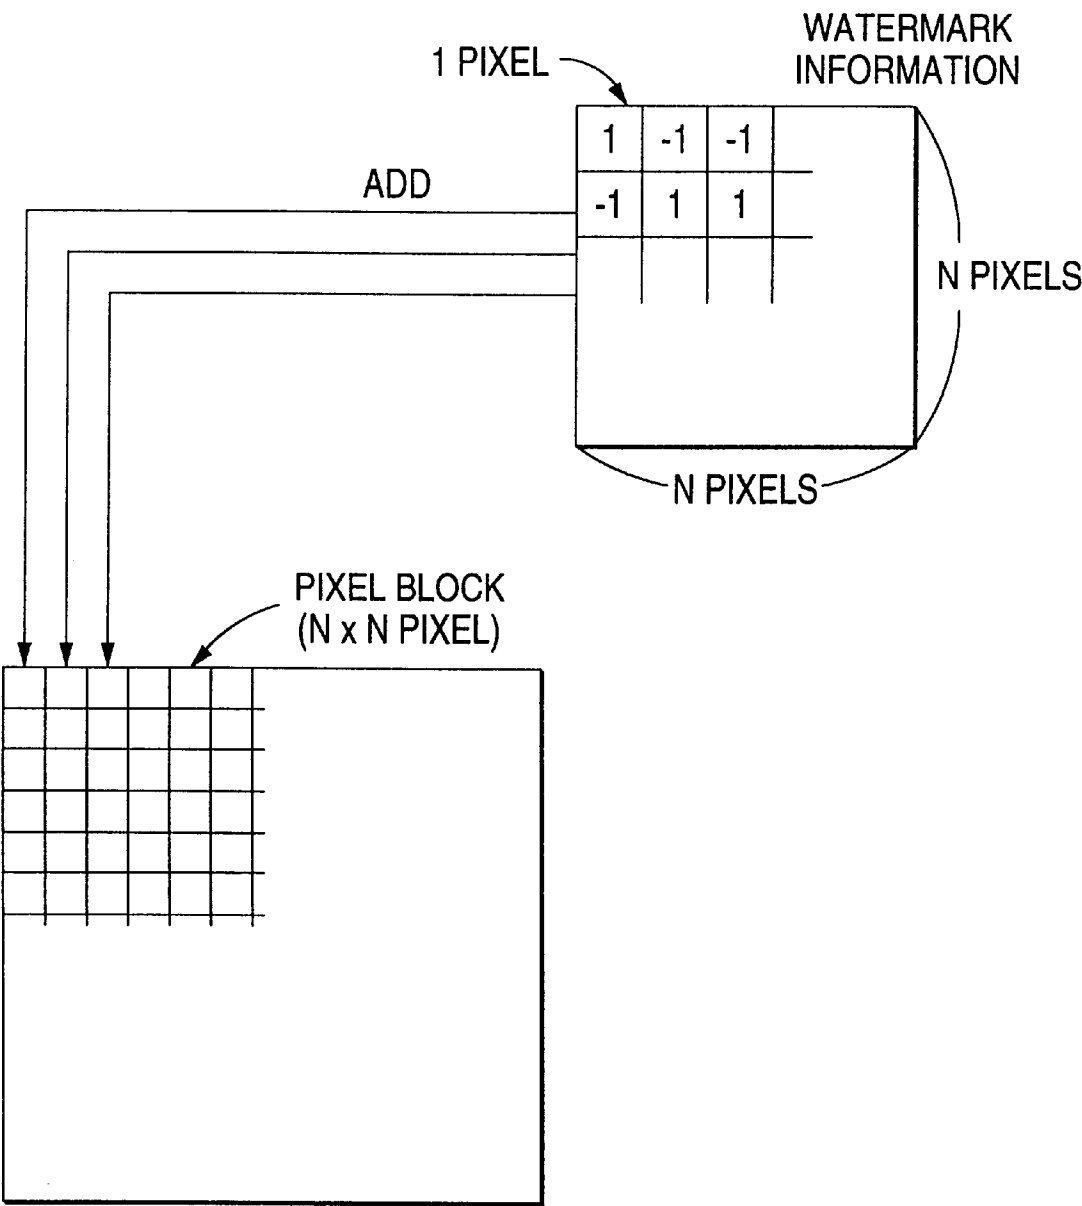 WATERMARK
INFORMATION
1 PIXEL
1 -1 -1
-1 1 1
ADD
N PIXELS
N PIXELS
PIXEL BLOCK
(N x N PIXEL)